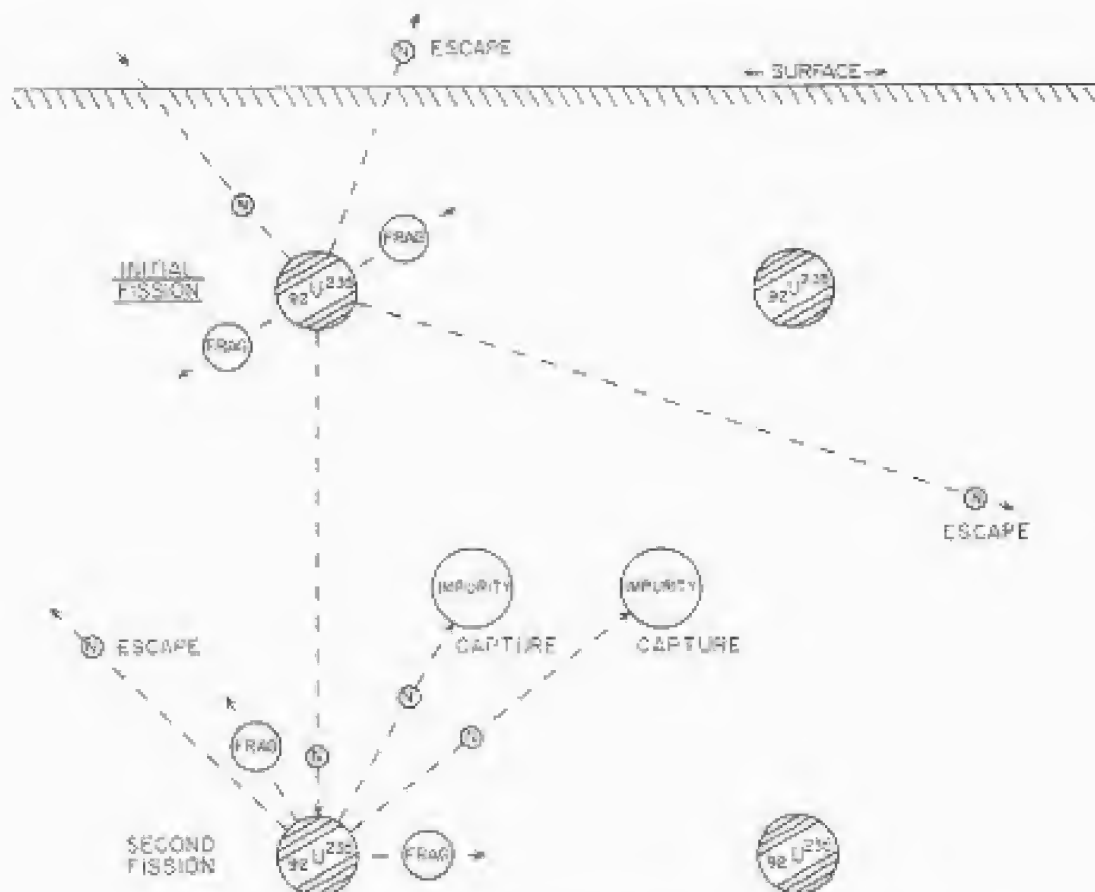 N ESCAPE
← SURFACE →
N
FRAG
INITIAL
FISSION
₉₂U²³⁵
₉₂U²³⁵
FRAG
N
ESCAPE
IMPURITY
IMPURITY
N ESCAPE
CAPTURE
CAPTURE
N
FRAG
N
N
SECOND
FISSION
₉₂U²³⁵
FRAG
₉₂U²³⁵